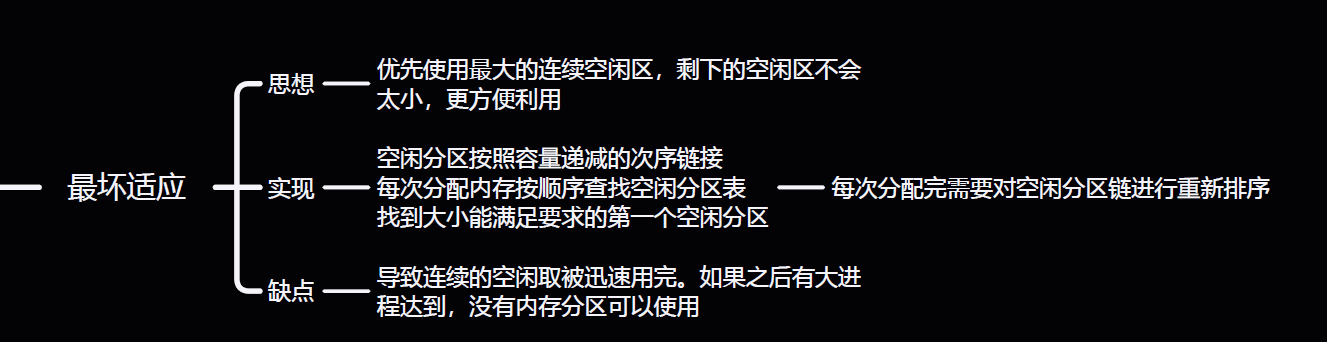 最坏适应
思想
优先使用最大的连续空闲区，剩下的空闲区不会
太小，更方便利用
实现
空闲分区按照容量递减的次序链接
每次分配内存按顺序查找空闲分区表
找到大小能满足要求的第一个空闲分区
每次分配完需要对空闲分区链进行重新排序
缺点
导致连续的空闲取被迅速用完。如果之后有大进
程达到，没有内存分区可以使用